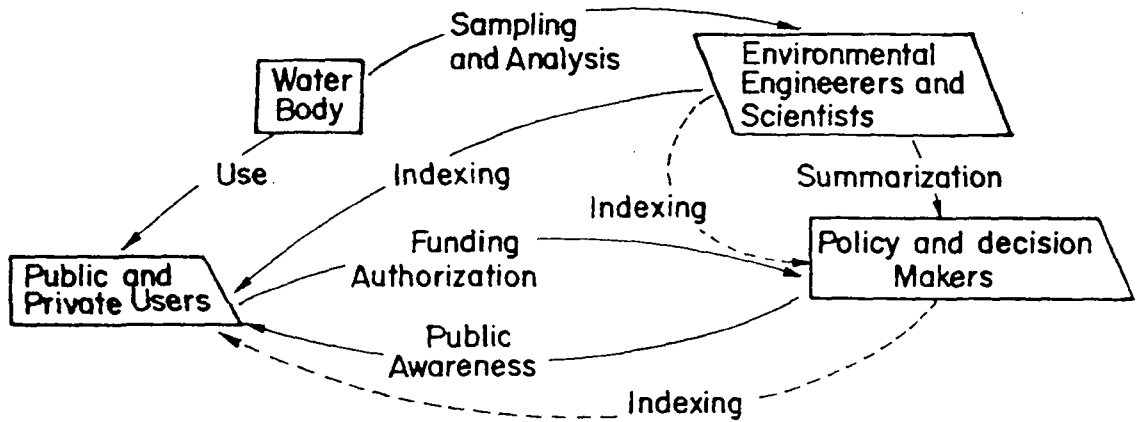 Sampling
and Analysis
Environmental
Engineerers and
Scientists
Water
Body
Use
Indexing
Summarization
Indexing
Funding
Authorization
Policy and decision
Makers
Public and
Private Users
Public
Awareness
Indexing